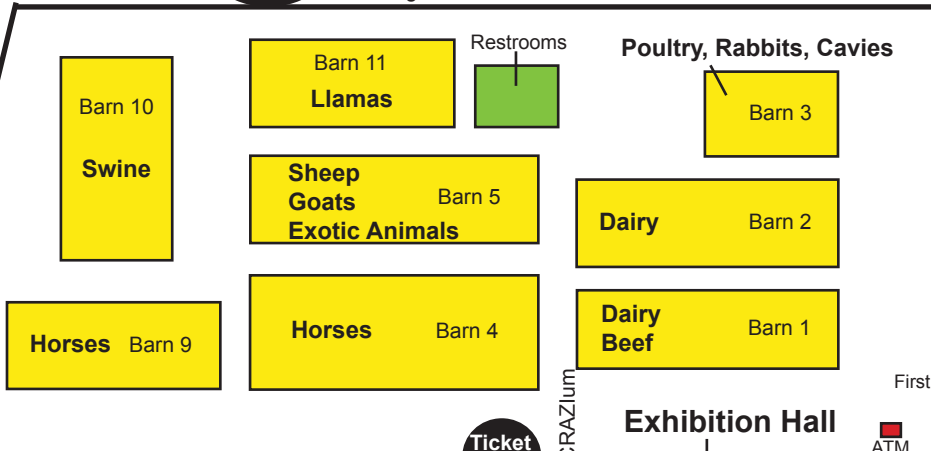 Restrooms
Poultry, Rabbits, Cavies
Barn 11
Llamas
Barn 10
Swine
Barn 3
Sheep
Goats
Exotic Animals
Barn 5
Dairy
Barn 2
Horses
Barn 9
Horses
Barn 4
Dairy
Beef
Barn 1
First
CRAZIum
Exhibition Hall
ATM
Ticket